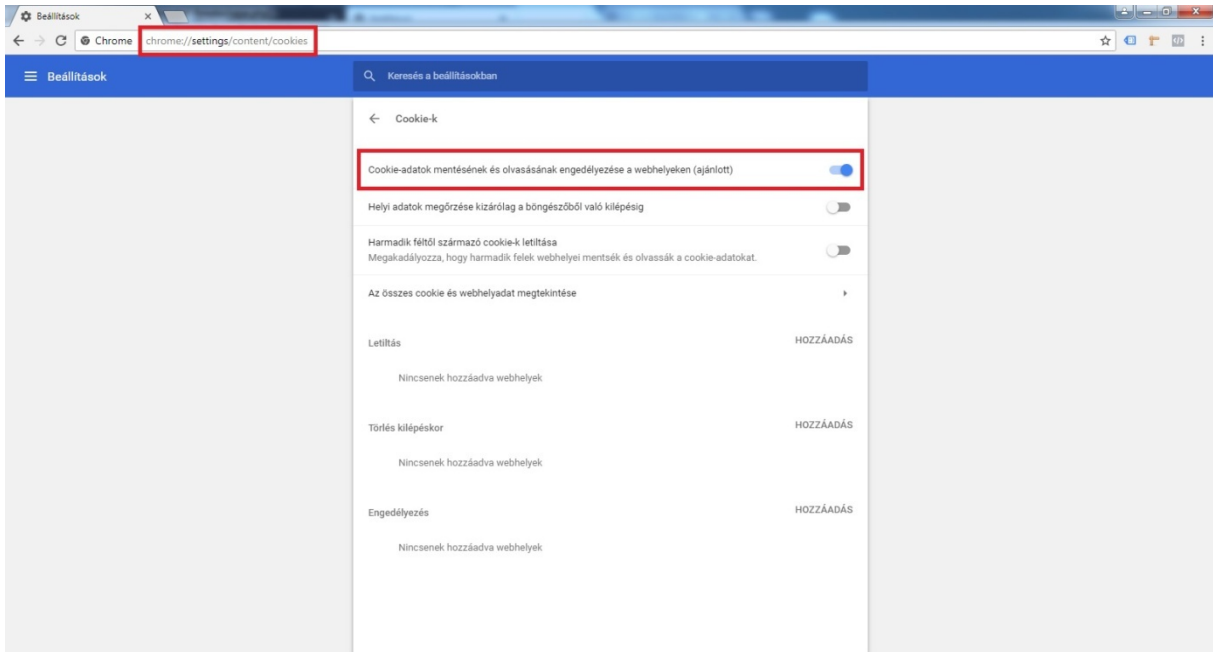 Beállítások
Chrome chrome://settings/content/cookies
Beállítások
Keresés a beállításokban
Cookie-k
Cookie-adatok mentésének és olvasásának engedélyezése a webhelyeken (ajánlott)
Helyi adatok megőrzése kizárólag a böngészőből való kilépésig
Harmadik féltől származó cookie-k letiltása
Megakadályozza, hogy harmadik felek webhelyei mentsék és olvassák a cookie-adatokat.
Az összes cookie és webhelyadat megtekintése
Letiltás HOZZÁADÁS
Nincsenek hozzáadva webhelyek
Törlés kilépéskor HOZZÁADÁS
Nincsenek hozzáadva webhelyek
Engedélyezés HOZZÁADÁS
Nincsenek hozzáadva webhelyek